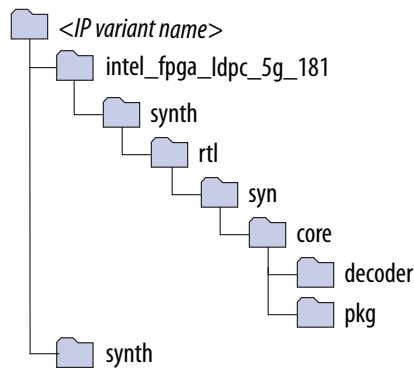 <IP variant name>
intel_fpga_ldpc_5g_181
synth
rtl
syn
core
decoder
pkg
synth